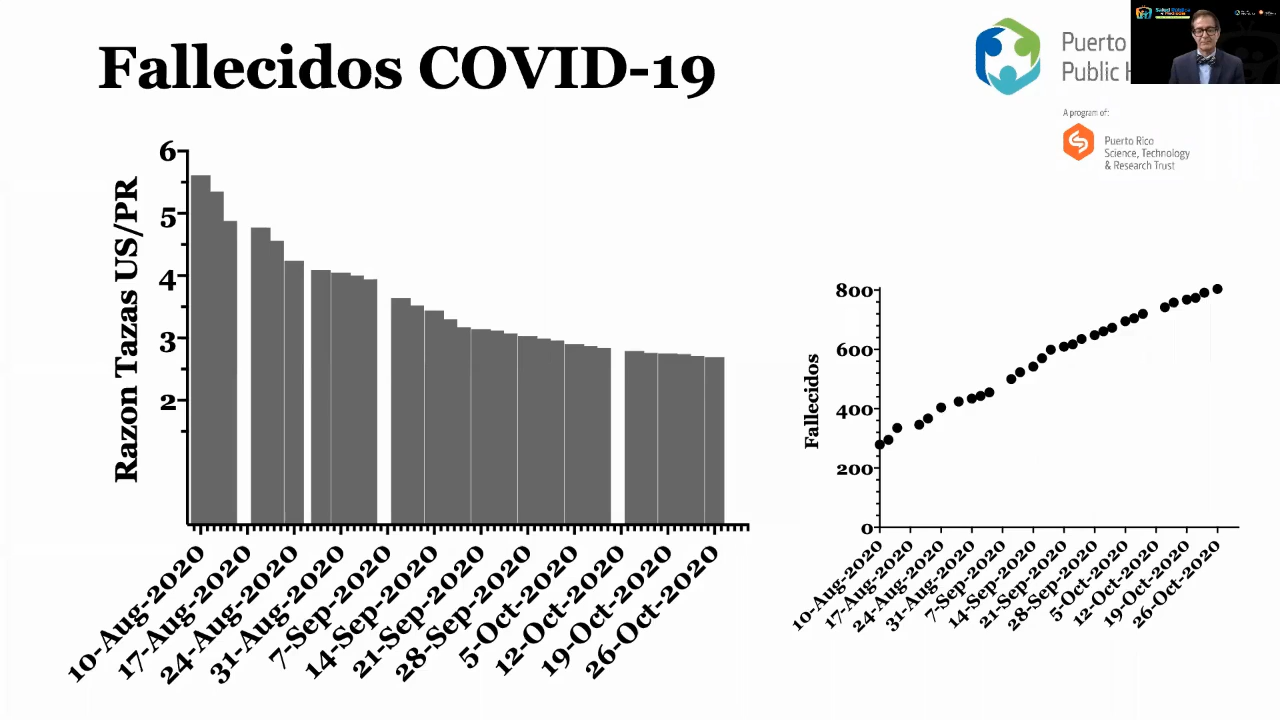 Fallecidos COVID-19
Puerto
Public H
A program of:
Puerto Rico
Science, Technology
& Research Trust
Razon Tazas US/PR
6
5
4
3
2
10-Aug-2020
17-Aug-2020
24-Aug-2020
31-Aug-2020
7-Sep-2020
14-Sep-2020
21-Sep-2020
28-Sep-2020
5-Oct-2020
12-Oct-2020
19-Oct-2020
26-Oct-2020
Fallecidos
800
600
400
200
0
10-Aug-2020
17-Aug-2020
24-Aug-2020
31-Aug-2020
7-Sep-2020
14-Sep-2020
21-Sep-2020
28-Sep-2020
5-Oct-2020
12-Oct-2020
19-Oct-2020
26-Oct-2020